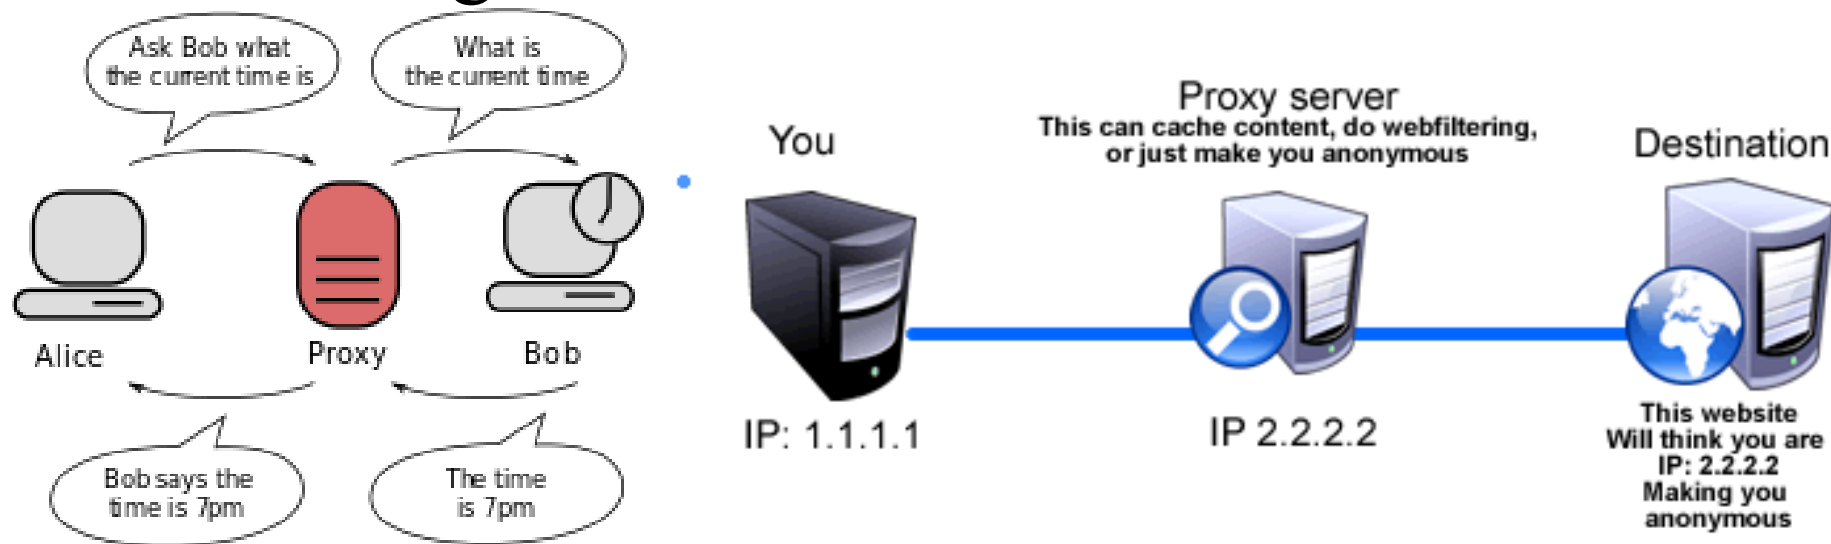 Ask Bob what
the current time is
What is
the current time
Alice
Proxy
Bob
Bob says the
time is 7pm
The time
is 7pm
You
Proxy server
This can cache content, do webfiltering,
or just make you anonymous
Destination
IP: 1.1.1.1
IP 2.2.2.2
This website
Will think you are
IP: 2.2.2.2
Making you
anonymous